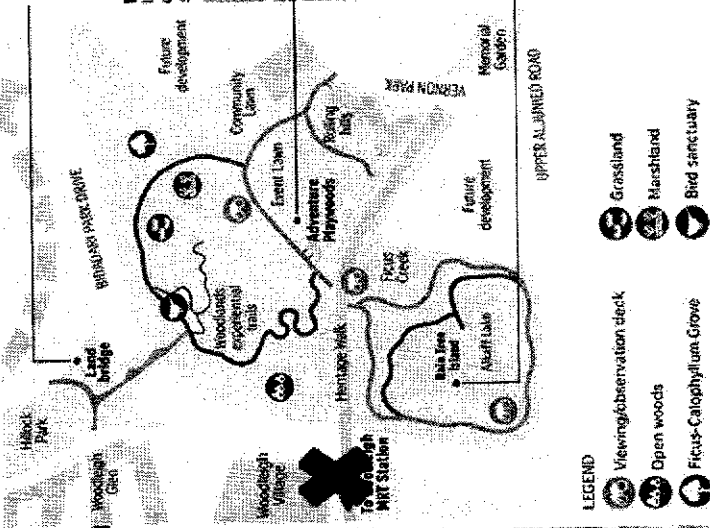 Hillock
Park
Woodleigh
Glen
Land
bridge
BIDADARI PARK DRIVE
Future
development
Community
Lawn
Woodlands
experiential
trails
Event Lawn
Rolling
hills
Adventure
Playwoods
VERNON PARK
Memorial
Garden
Woodleigh
Village
To Woodleigh
MRT Station
Heritage Walk
Ficus
Creek
Future
development
Rain Tree
Island
Alkaff Lake
UPPER ALJUNIED ROAD
LEGEND
Viewing/observation deck
Open woods
Ficus-Calophyllum Grove
Grassland
Marshland
Bird sanctuary